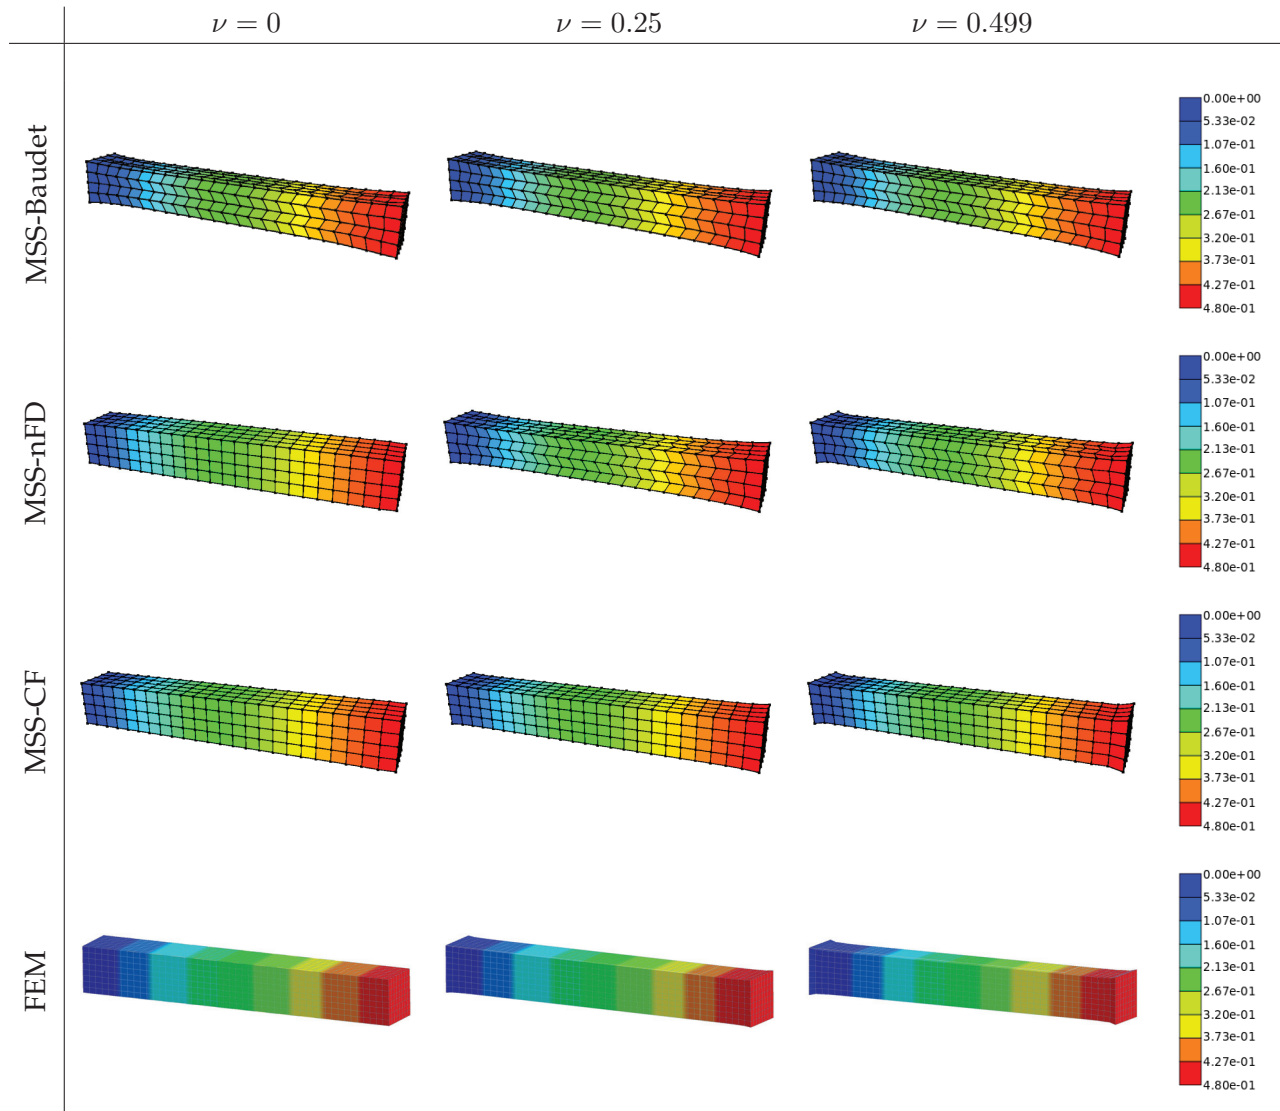 ν = 0
ν = 0.25
ν = 0.499
MSS-Baudet
0.00e+00
5.33e-02
1.07e-01
1.60e-01
2.13e-01
2.67e-01
3.20e-01
3.73e-01
4.27e-01
4.80e-01
MSS-nFD
0.00e+00
5.33e-02
1.07e-01
1.60e-01
2.13e-01
2.67e-01
3.20e-01
3.73e-01
4.27e-01
4.80e-01
MSS-CF
0.00e+00
5.33e-02
1.07e-01
1.60e-01
2.13e-01
2.67e-01
3.20e-01
3.73e-01
4.27e-01
4.80e-01
FEM
0.00e+00
5.33e-02
1.07e-01
1.60e-01
2.13e-01
2.67e-01
3.20e-01
3.73e-01
4.27e-01
4.80e-01